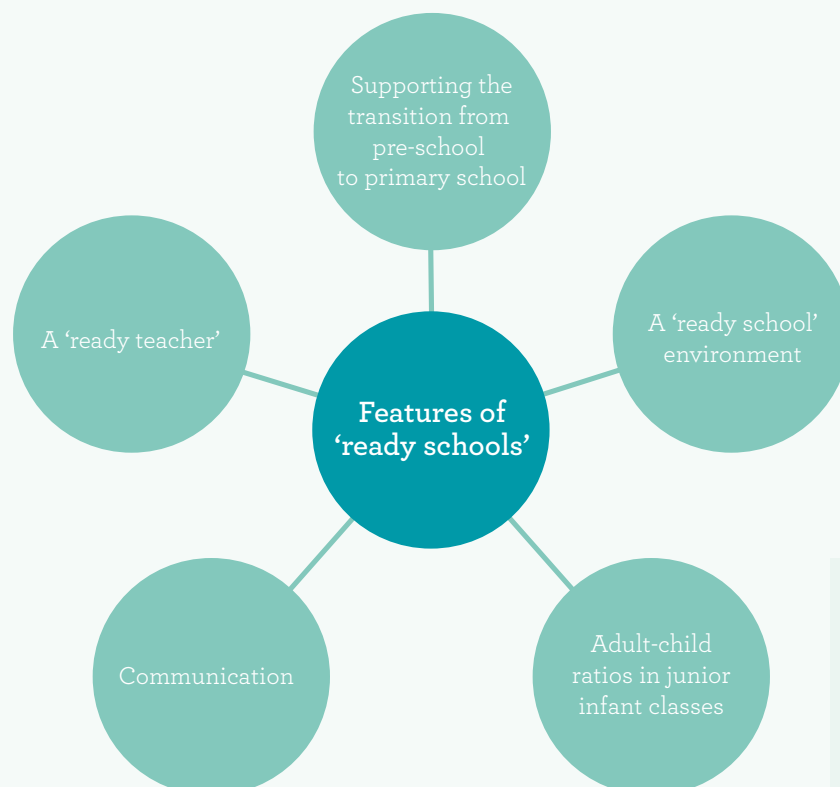 Supporting the
transition from
pre-school
to primary school
A ‘ready teacher’
A ‘ready school’
environment
Features of
‘ready schools’
Communication
Adult-child
ratios in junior
infant classes